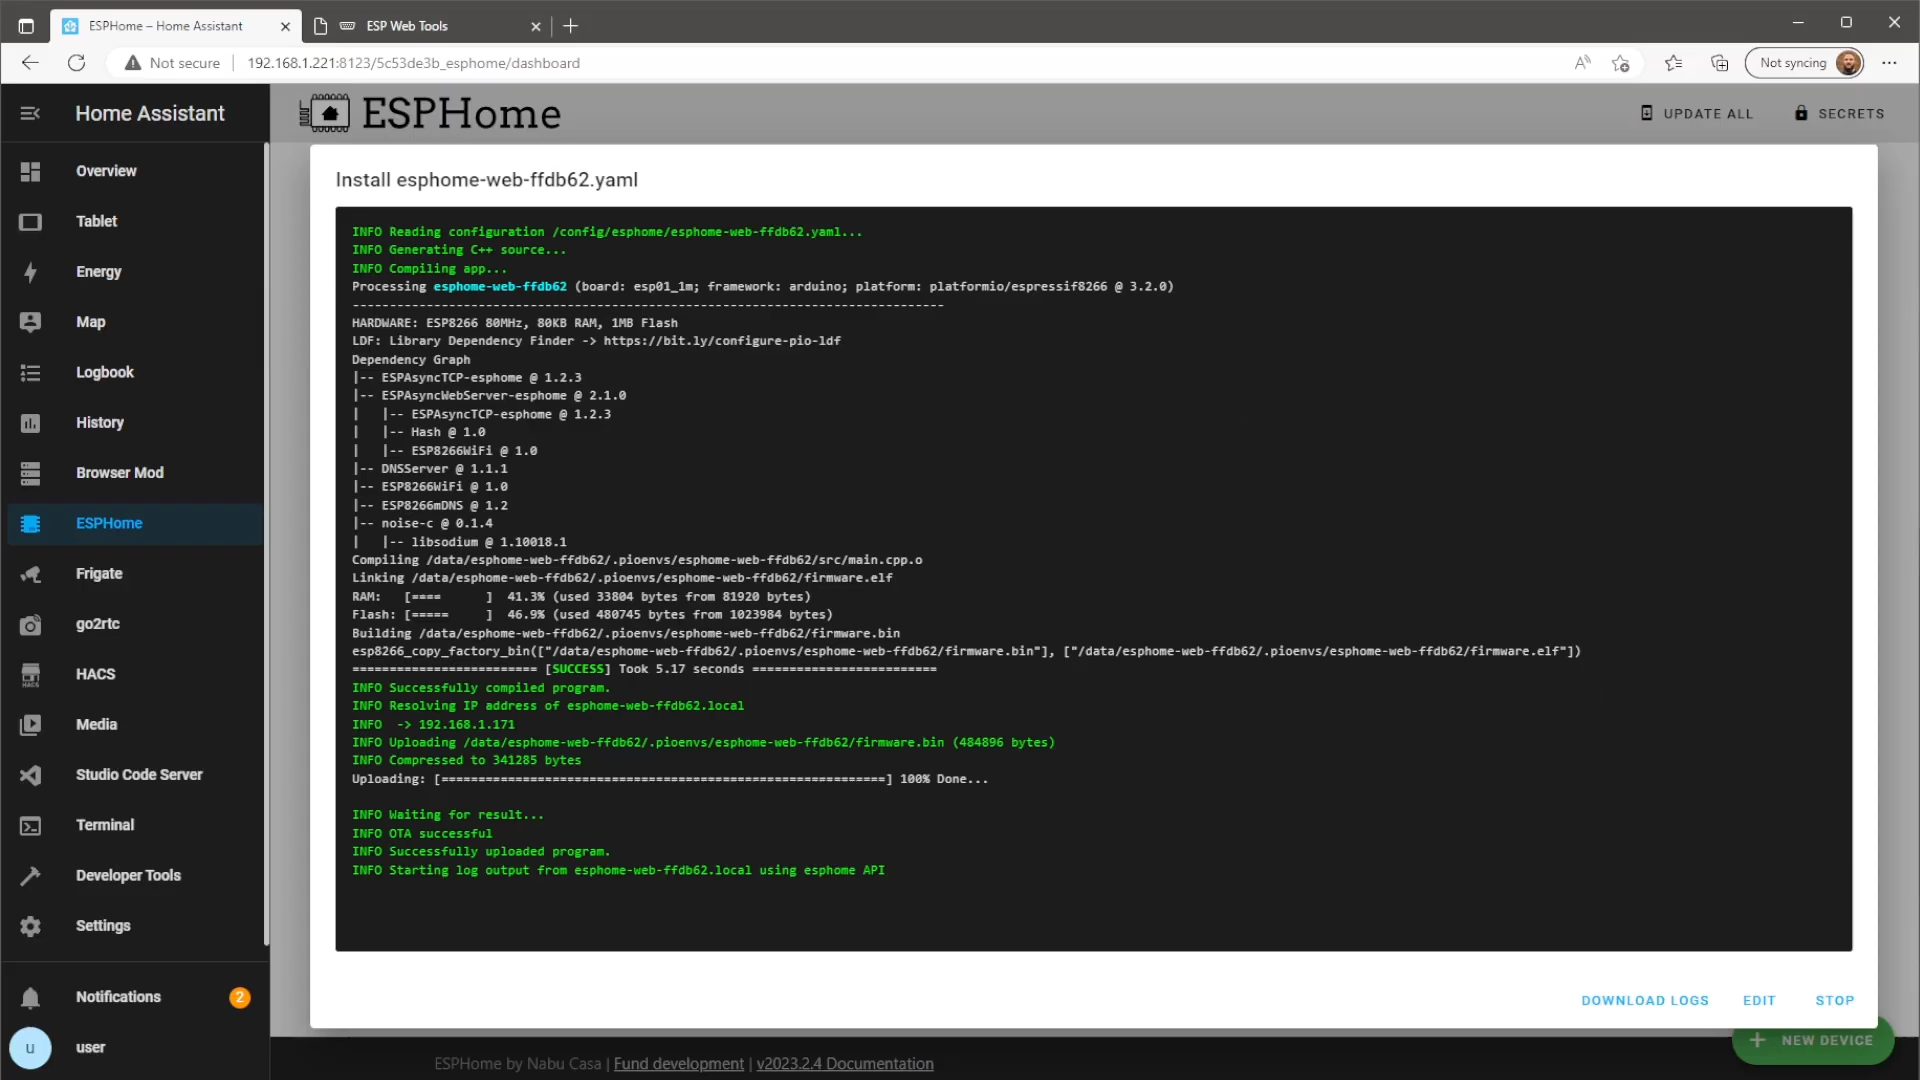 ESPHome – Home Assistant
ESP Web Tools
Not secure
192.168.1.221:8123/5c53de3b_esphome/dashboard
Not syncing
Home Assistant
ESPHome
UPDATE ALL
SECRETS
Overview
Tablet
Energy
Map
Logbook
History
Browser Mod
ESPHome
Frigate
go2rtc
HACS
Media
Studio Code Server
Terminal
Developer Tools
Settings
Notifications
2
u
user
Install esphome-web-ffdb62.yaml
INFO Reading configuration /config/esphome/esphome-web-ffdb62.yaml...
INFO Generating C++ source...
INFO Compiling app...
Processing esphome-web-ffdb62 (board: esp01_1m; framework: arduino; platform: platformio/espressif8266 @ 3.2.0)
--------------------------------------------------------------------------------
HARDWARE: ESP8266 80MHz, 80KB RAM, 1MB Flash
LDF: Library Dependency Finder -> https://bit.ly/configure-pio-ldf
Dependency Graph
|-- ESPAsyncTCP-esphome @ 1.2.3
|-- ESPAsyncWebServer-esphome @ 2.1.0
|   |-- ESPAsyncTCP-esphome @ 1.2.3
|   |-- Hash @ 1.0
|   |-- ESP8266WiFi @ 1.0
|-- DNSServer @ 1.1.1
|-- ESP8266WiFi @ 1.0
|-- ESP8266mDNS @ 1.2
|-- noise-c @ 0.1.4
|   |-- libsodium @ 1.10018.1
Compiling /data/esphome-web-ffdb62/.pioenvs/esphome-web-ffdb62/src/main.cpp.o
Linking /data/esphome-web-ffdb62/.pioenvs/esphome-web-ffdb62/firmware.elf
RAM:   [====      ]  41.3% (used 33804 bytes from 81920 bytes)
Flash: [=====     ]  46.9% (used 480745 bytes from 1023984 bytes)
Building /data/esphome-web-ffdb62/.pioenvs/esphome-web-ffdb62/firmware.bin
esp8266_copy_factory_bin(["/data/esphome-web-ffdb62/.pioenvs/esphome-web-ffdb62/firmware.bin"], ["/data/esphome-web-ffdb62/.pioenvs/esphome-web-ffdb62/firmware.elf"])
========================= [SUCCESS] Took 5.17 seconds =========================
INFO Successfully compiled program.
INFO Resolving IP address of esphome-web-ffdb62.local
INFO  -> 192.168.1.171
INFO Uploading /data/esphome-web-ffdb62/.pioenvs/esphome-web-ffdb62/firmware.bin (484896 bytes)
INFO Compressed to 341285 bytes
Uploading: [============================================================] 100% Done...
INFO Waiting for result...
INFO OTA successful
INFO Successfully uploaded program.
INFO Starting log output from esphome-web-ffdb62.local using esphome API
DOWNLOAD LOGS
EDIT
STOP
NEW DEVICE
ESPHome by Nabu Casa | Fund development | v2023.2.4 Documentation